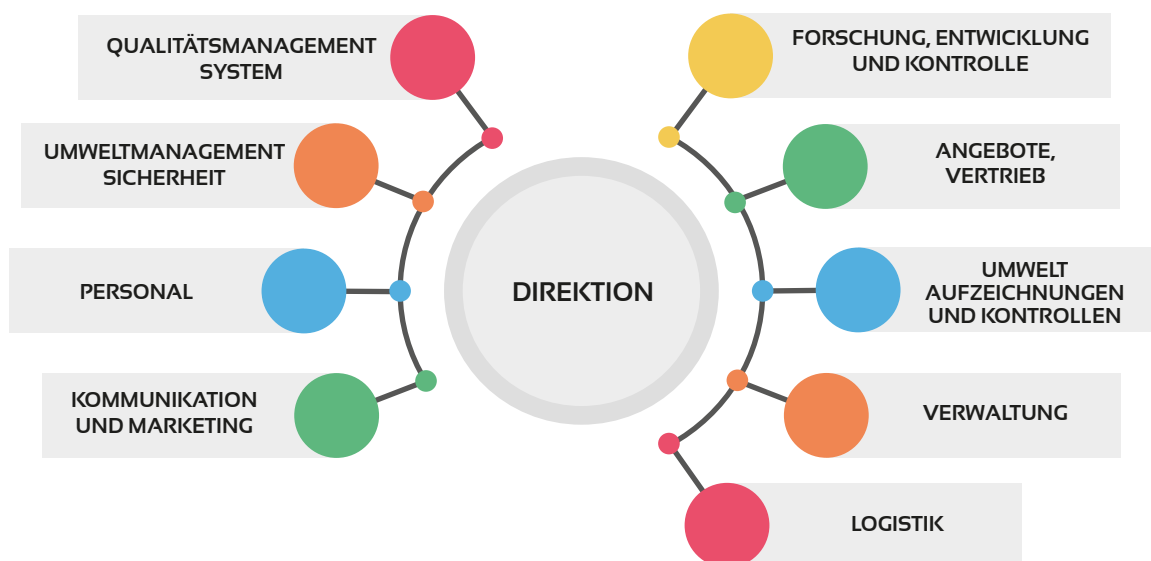 QUALITÄTSMANAGEMENT
SYSTEM
UMWELTMANAGEMENT
SICHERHEIT
PERSONAL
KOMMUNIKATION
UND MARKETING
DIREKTION
FORSCHUNG, ENTWICKLUNG
UND KONTROLLE
ANGEBOTE,
VERTRIEB
UMWELT
AUFZEICHNUNGEN
UND KONTROLLEN
VERWALTUNG
LOGISTIK